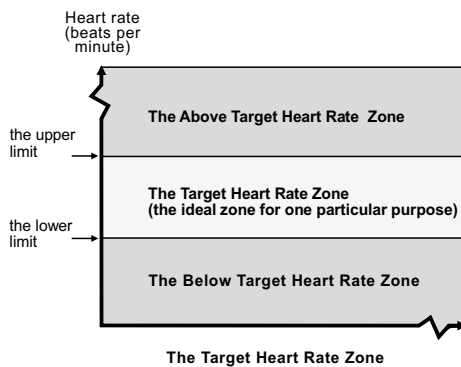 Heart rate
(beats per
minute)
The Above Target Heart Rate Zone
the upper
limit
The Target Heart Rate Zone
(the ideal zone for one particular purpose)
the lower
limit
The Below Target Heart Rate Zone
The Target Heart Rate Zone